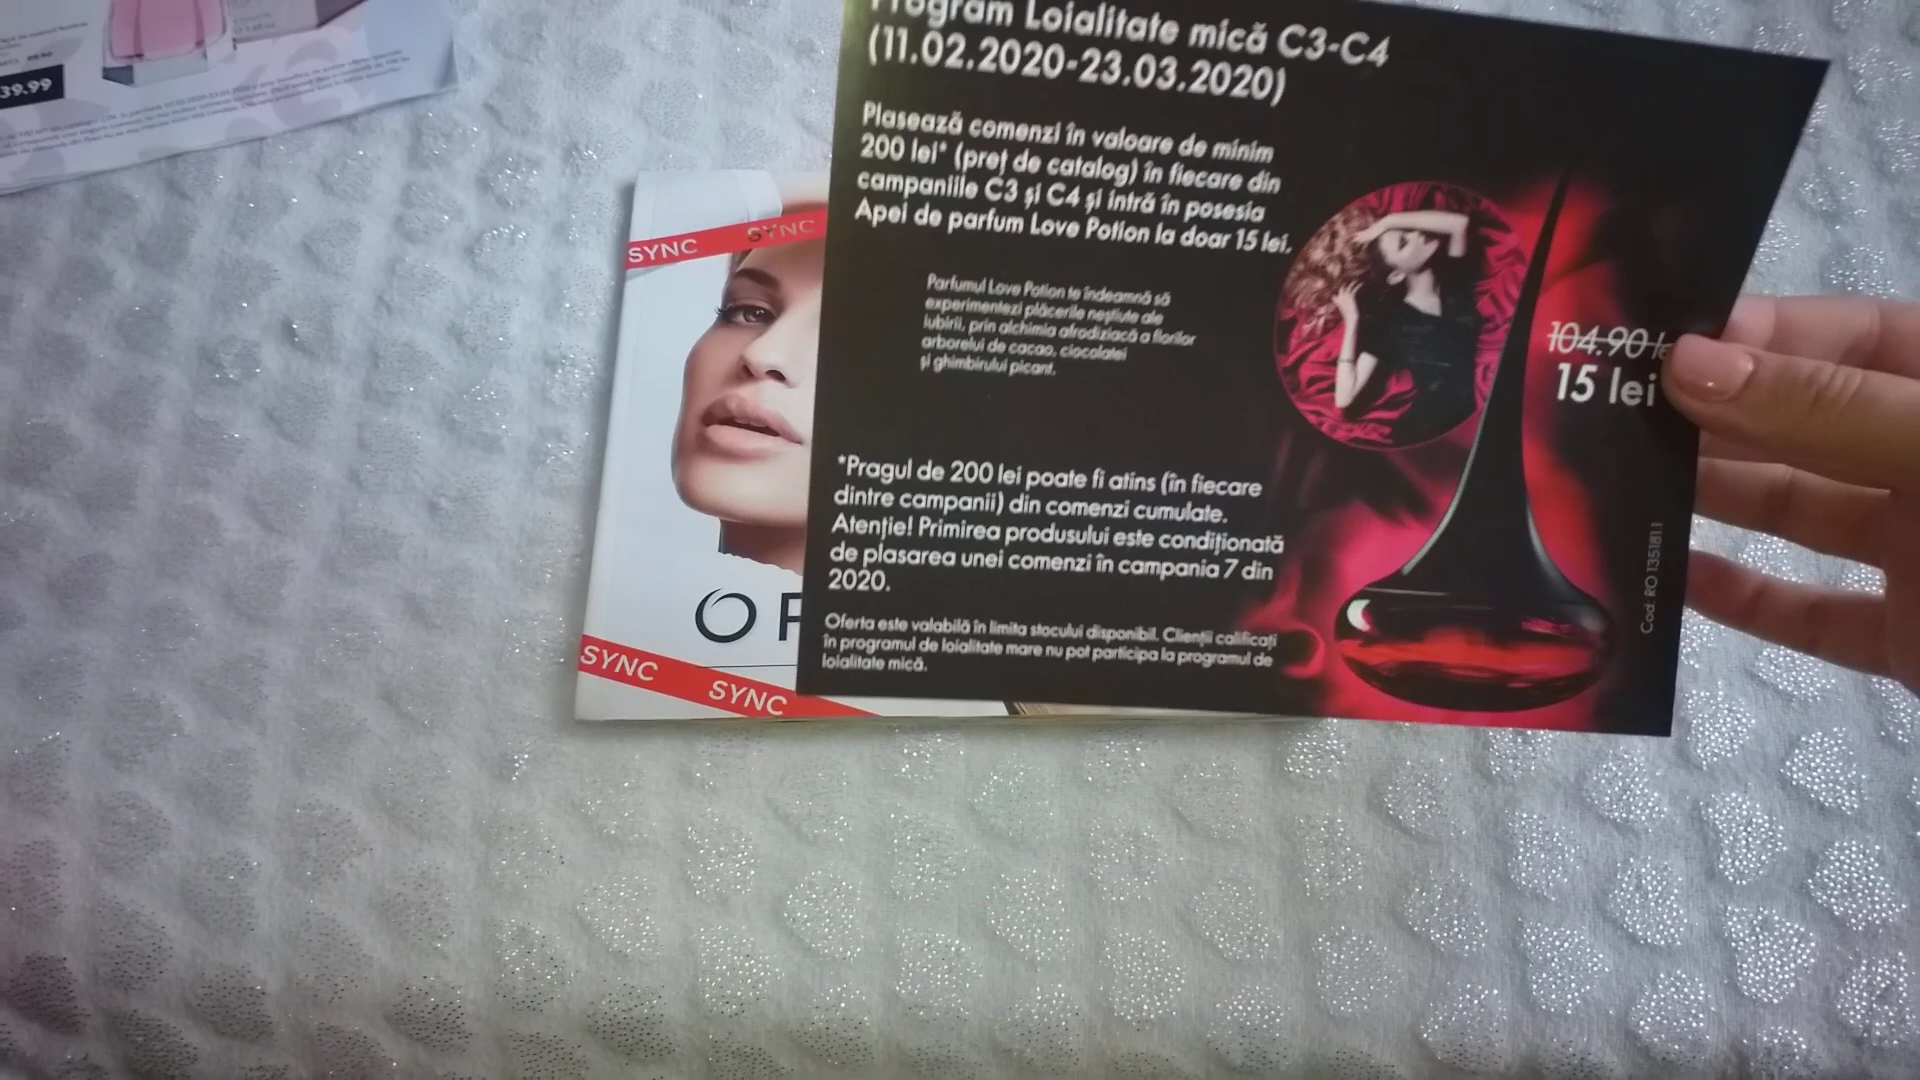 39.99
Program Loialitate mică C3-C4
(11.02.2020-23.03.2020)
Plasează comenzi în valoare de minim
200 lei* (preț de catalog) în fiecare din
campaniile C3 și C4 și intră în posesia
Apei de parfum Love Potion la doar 15 lei.
Parfumul Love Potion te îndeamnă să
experimentezi plăcerile neștiute ale
iubirii, prin alchimia afrodiziacă a florilor
arborelui de cacao, ciocolatei
și ghimbirului picant.
104.90
15 lei
*Pragul de 200 lei poate fi atins (în fiecare
dintre campanii) din comenzi cumulate.
Atenție! Primirea produsului este condiționată
de plasarea unei comenzi în campania 7 din
2020.
Oferta este valabilă în limita stocului disponibil. Clienții calificați
în programul de loialitate mare nu pot participa la programul de
loialitate mică.
Cod: RO 135181.1
SYNC SYNC
O
SYNC SYNC